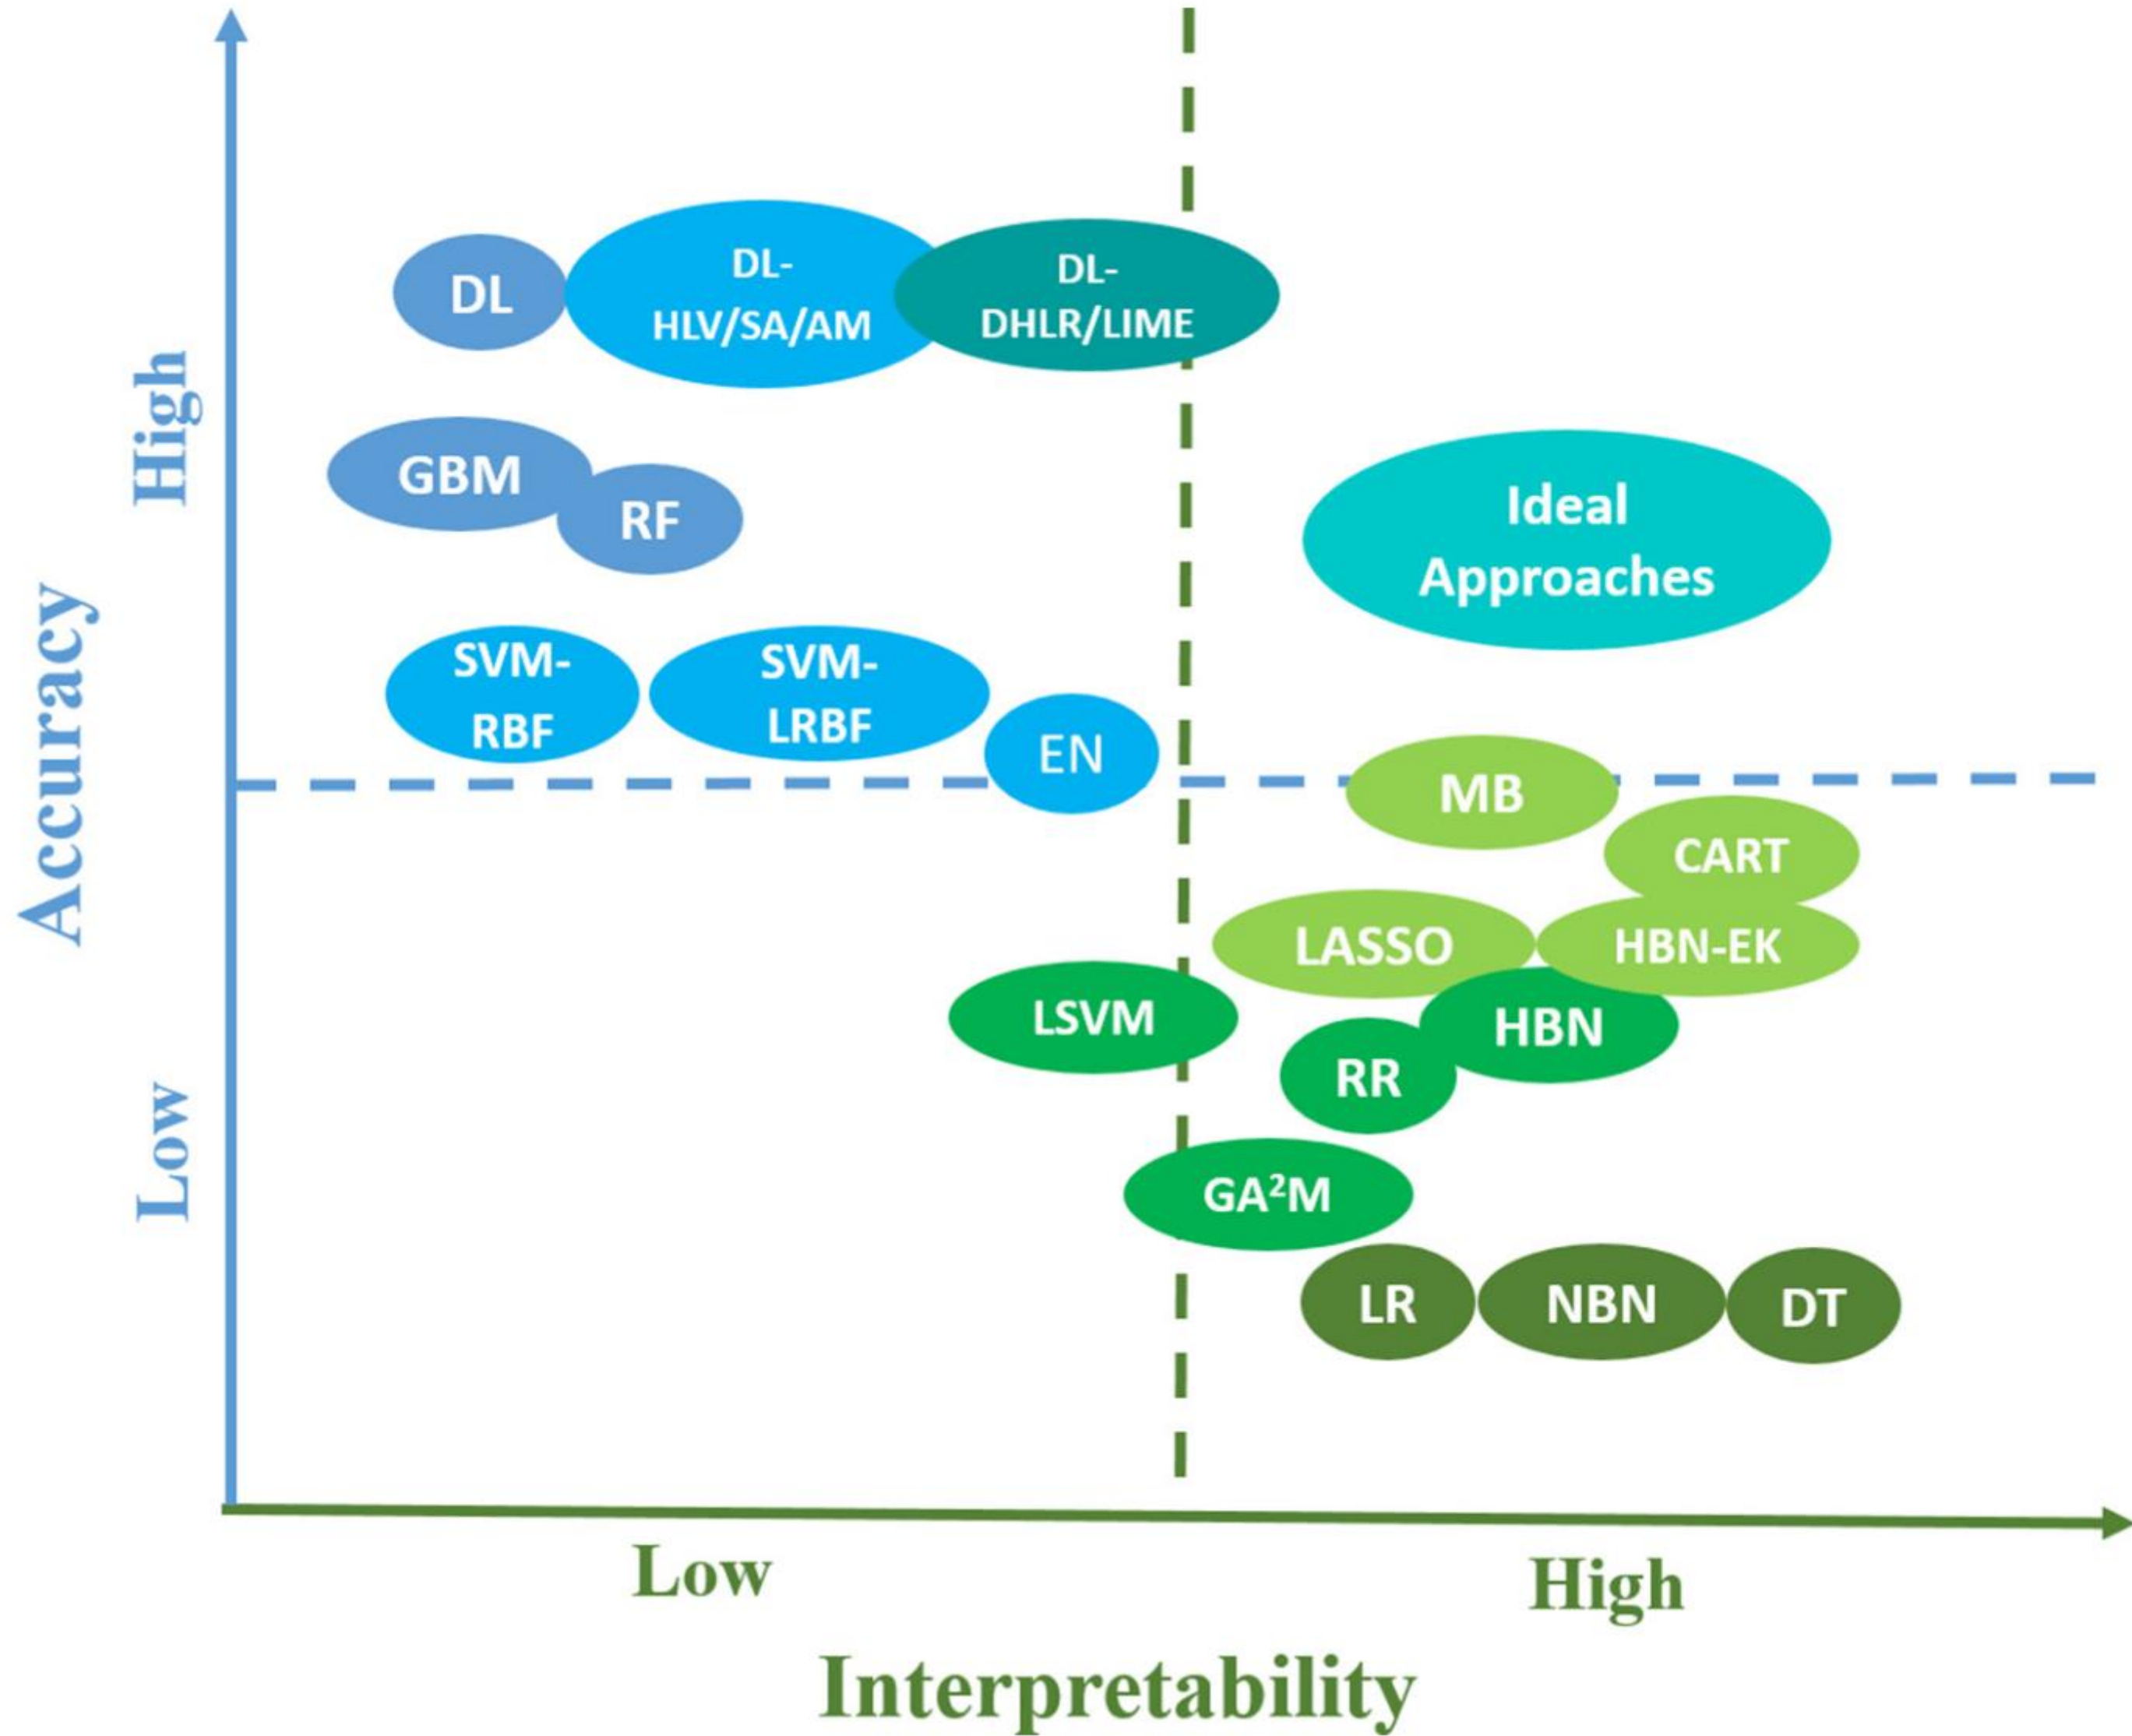 High
Accuracy
Low
DL
DL-
HLV/SA/AM
DL-
DHLR/LIME
GBM
RF
Ideal
Approaches
SVM-
RBF
SVM-
LRBF
EN
MB
CART
LASSO
HBN-EK
LSVM
HBN
RR
GA²M
LR
NBN
DT
Low
High
Interpretability